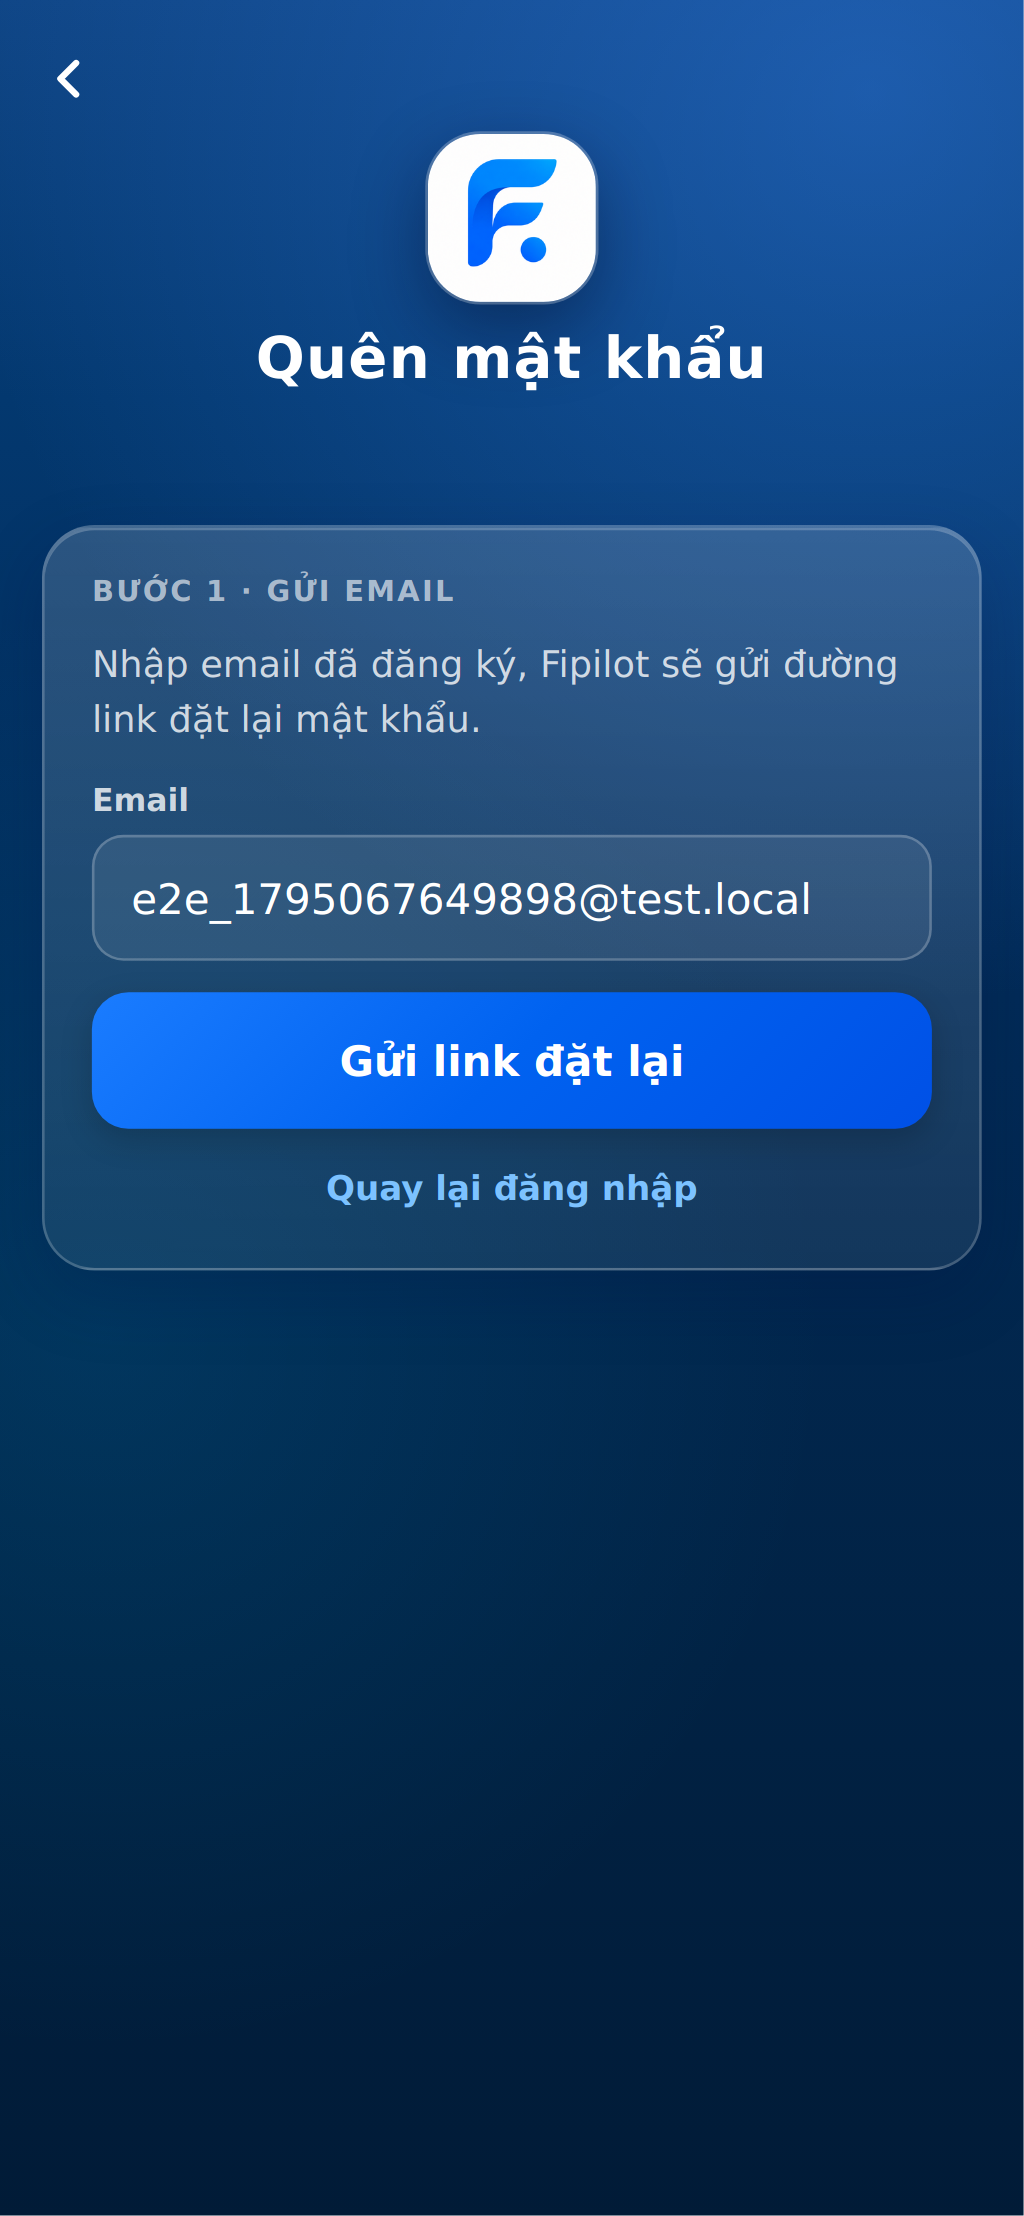 Quên mật khẩu
BƯỚC 1 · GỬI EMAIL
Nhập email đã đăng ký, Fipilot sẽ gửi đường
link đặt lại mật khẩu.
Email
e2e_1795067649898@test.local
Gửi link đặt lại
Quay lại đăng nhập